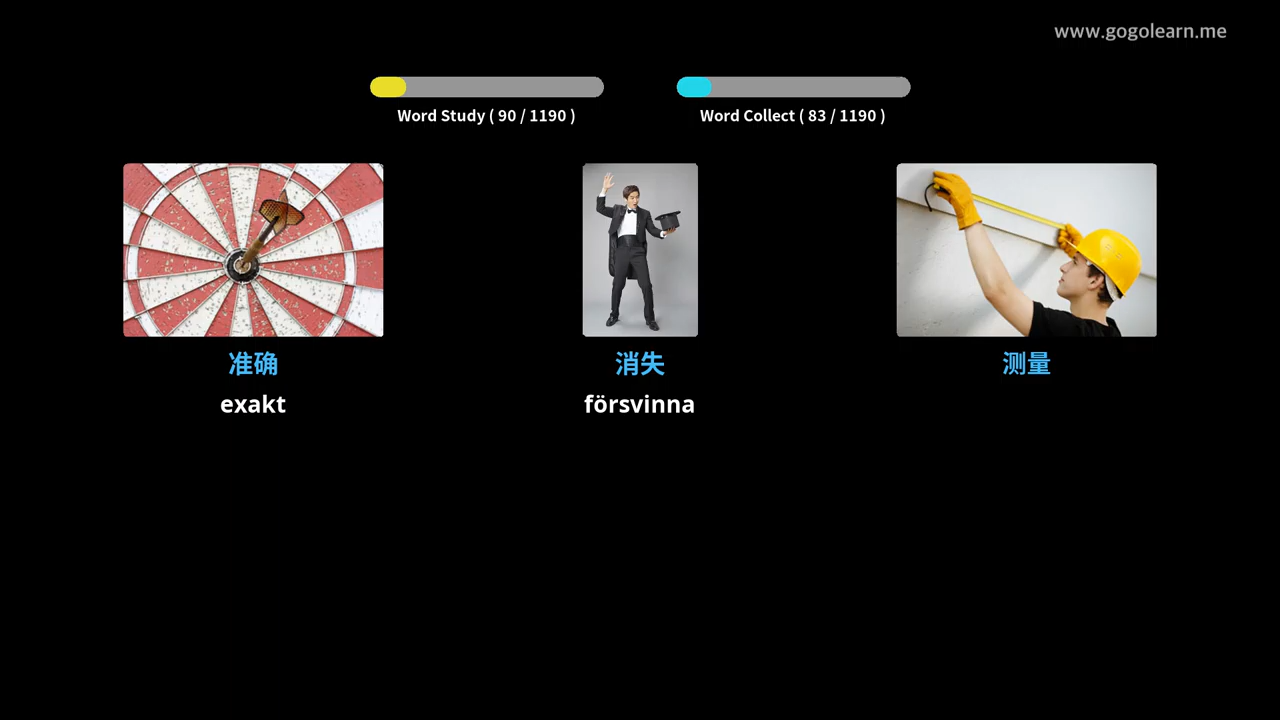 www.gogolearn.me
Word Study ( 90 / 1190 )
Word Collect ( 83 / 1190 )
准确
消失
测量
exakt
försvinna